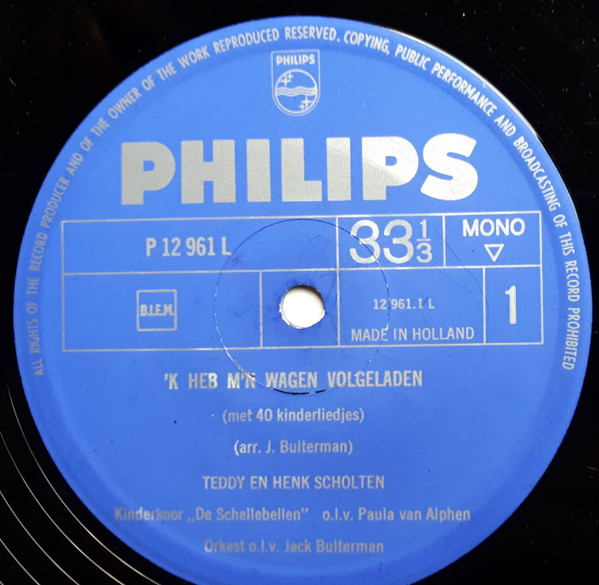 ALL RIGHTS OF THE RECORD PRODUCER AND OF THE OWNER OF THE WORK REPRODUCED RESERVED. COPYING, PUBLIC PERFORMANCE AND BROADCASTING OF THIS RECORD PROHIBITED
PHILIPS
PHILIPS
P 12 961 L
33 1/3
MONO
B.I.E.M.
12 961.1 L
MADE IN HOLLAND
1
'K HEB M'N WAGEN VOLGELADEN
(met 40 kinderliedjes)
(arr. J. Bulterman)
TEDDY EN HENK SCHOLTEN
Kinderkoor „De Schellebellen" o.l.v. Paula van Alphen
Orkest o.l.v. Jack Bulterman